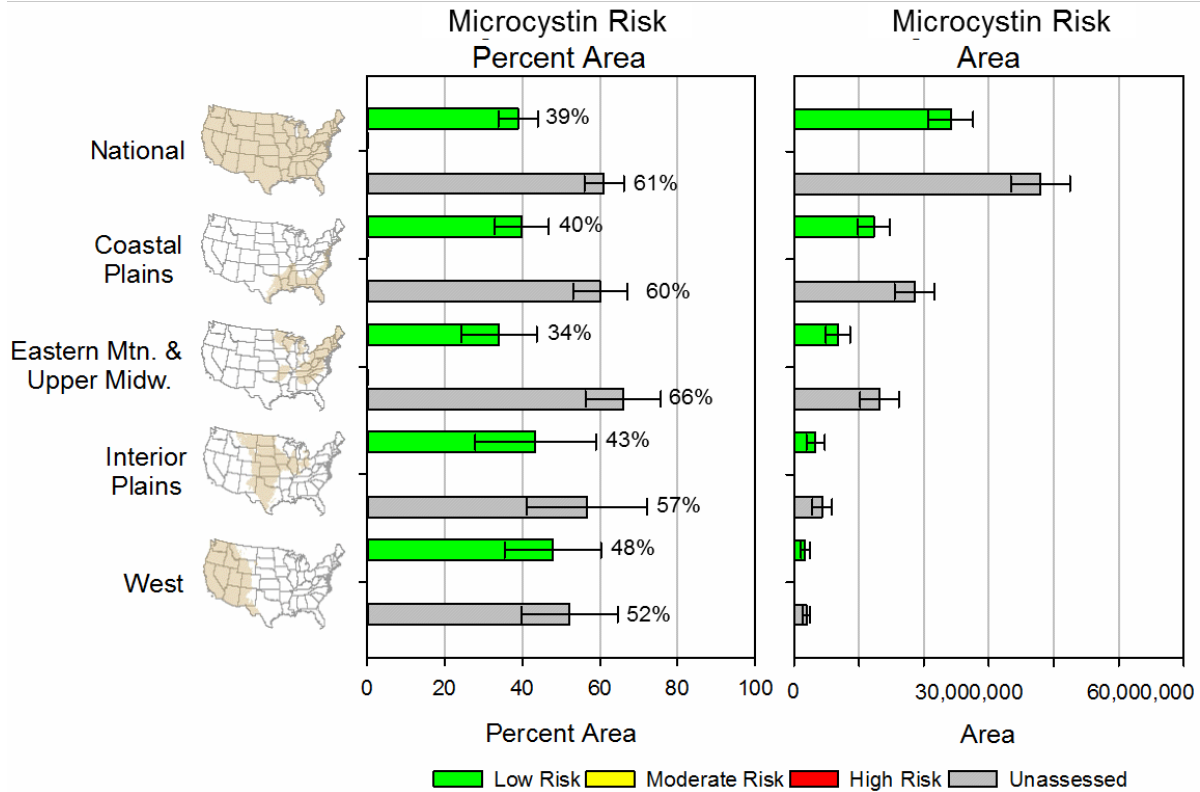 Microcystin Risk
Percent Area
Microcystin Risk
Area
National
39%
61%
Coastal
Plains
40%
60%
Eastern Mtn. &
Upper Midw.
34%
66%
Interior
Plains
43%
57%
West
48%
52%
0 20 40 60 80 100
0 30,000,000 60,000,000
Percent Area
Area
Low Risk Moderate Risk High Risk Unassessed